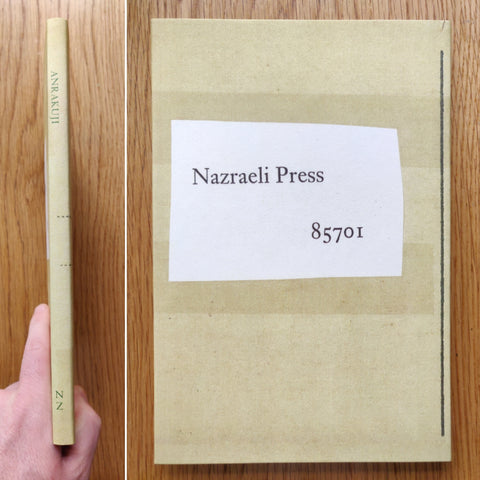 ANRAKUJI
NZ
Nazraeli Press
85701